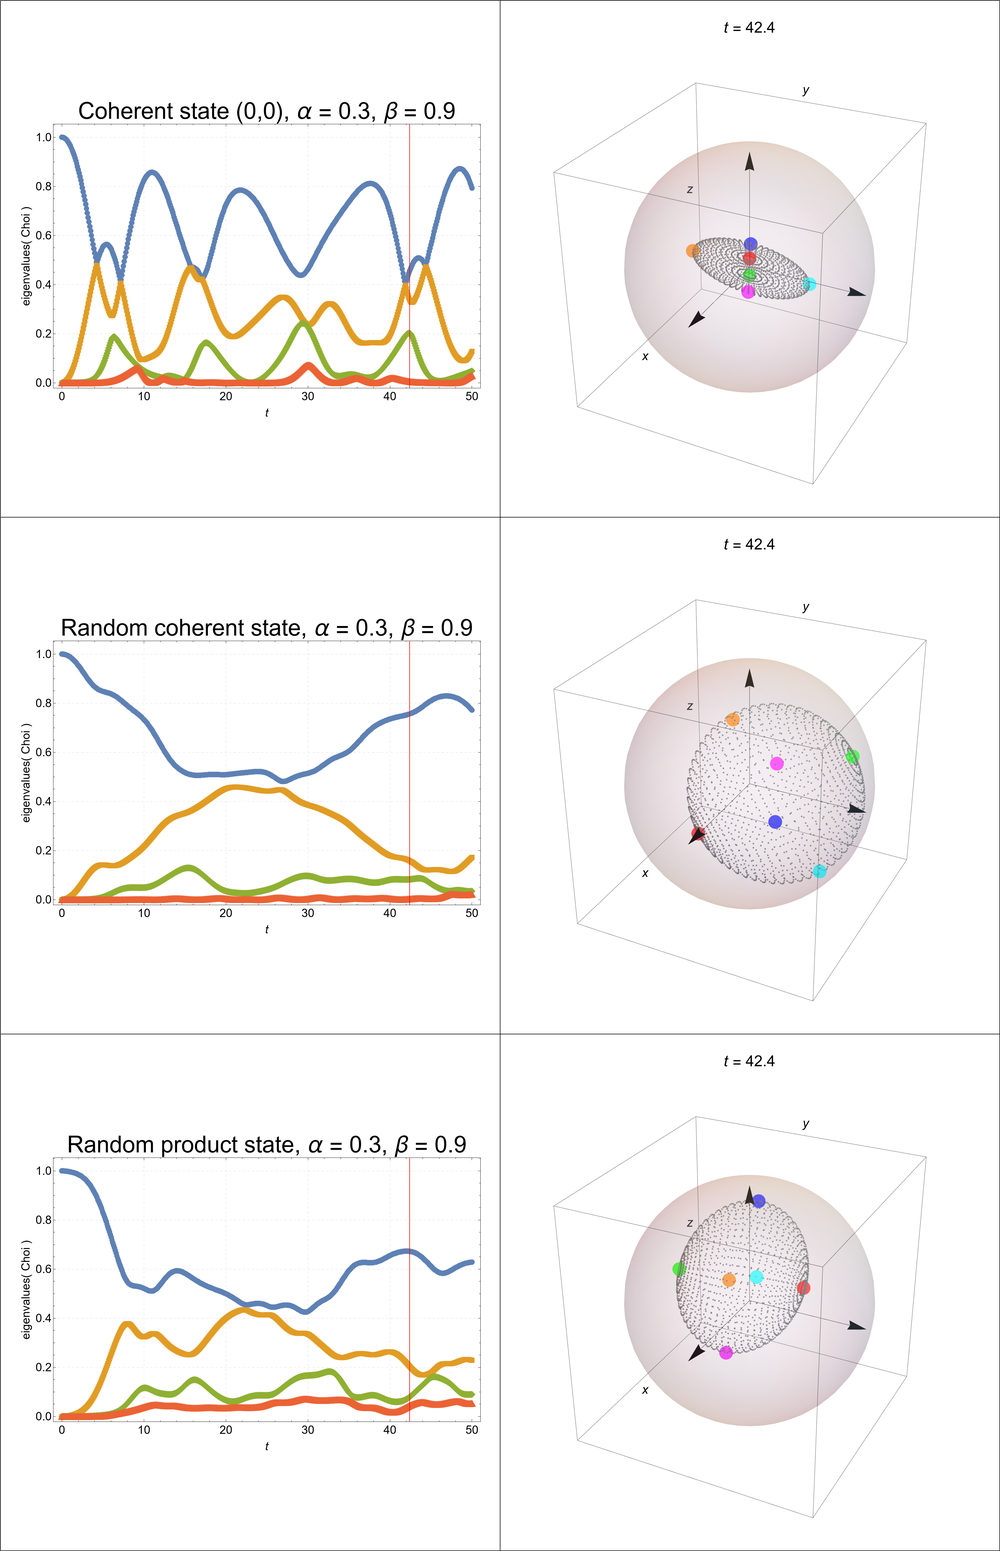 t = 42.4
Coherent state (0,0), α = 0.3, β = 0.9
eigenvalues( Choi )
1.0
0.8
0.6
0.4
0.2
0.0
0 10 20 30 40 50
t
y
z
x
t = 42.4
Random coherent state, α = 0.3, β = 0.9
eigenvalues( Choi )
1.0
0.8
0.6
0.4
0.2
0.0
0 10 20 30 40 50
t
y
z
x
t = 42.4
Random product state, α = 0.3, β = 0.9
eigenvalues( Choi )
1.0
0.8
0.6
0.4
0.2
0.0
0 10 20 30 40 50
t
y
z
x